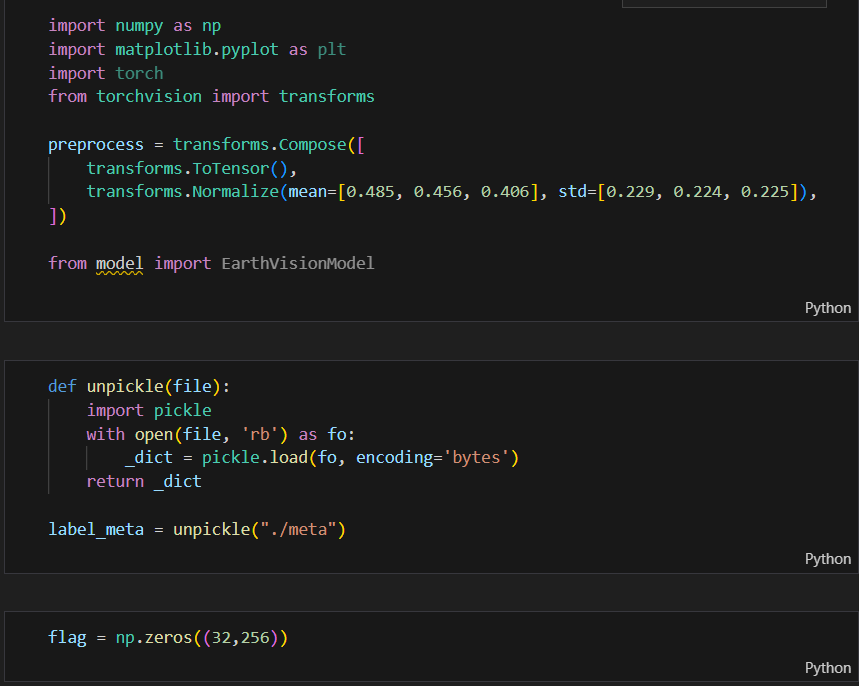 import numpy as np
import matplotlib.pyplot as plt
import torch
from torchvision import transforms
preprocess = transforms.Compose([
    transforms.ToTensor(),
    transforms.Normalize(mean=[0.485, 0.456, 0.406], std=[0.229, 0.224, 0.225]),
])
from model import EarthVisionModel
Python
def unpickle(file):
    import pickle
    with open(file, 'rb') as fo:
        _dict = pickle.load(fo, encoding='bytes')
    return _dict
label_meta = unpickle("./meta")
Python
flag = np.zeros((32,256))
Python